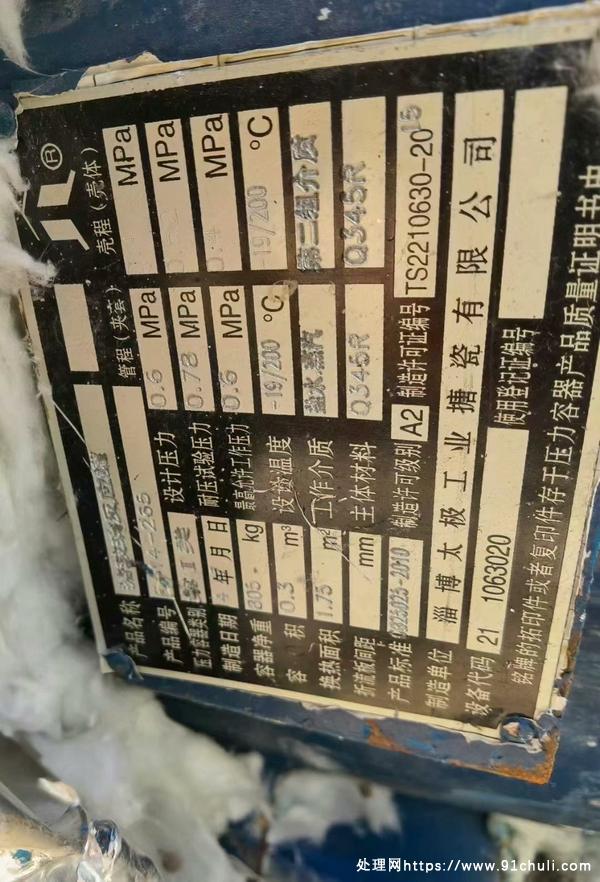 ®
管程（夹套） 壳程（壳体）
产品名称
产品编号 14-255 设计压力 0.6 MPa MPa
压力容器类别 耐压试验压力 0.78 MPa MPa
制造日期 年 月 日 最高允许工作压力 0.6 MPa MPa
容器净重 805 kg 设计温度 -19/200 °C -19/200 °C
容 积 0.3 m³ 工作介质 盐水.蒸汽 第二组介质
换热面积 1.75 m² 主体材料 Q345R Q345R
折流板间距 mm
产品标准 制造许可级别 A2 制造许可证编号 TS2210630-2015
制造单位 淄博太极工业搪瓷有限公司
设备代码 21 1063020 使用登记证编号
铭牌的拓印件或者复印件存于压力容器产品质量证明书中
处理网https://www.91chuli.com